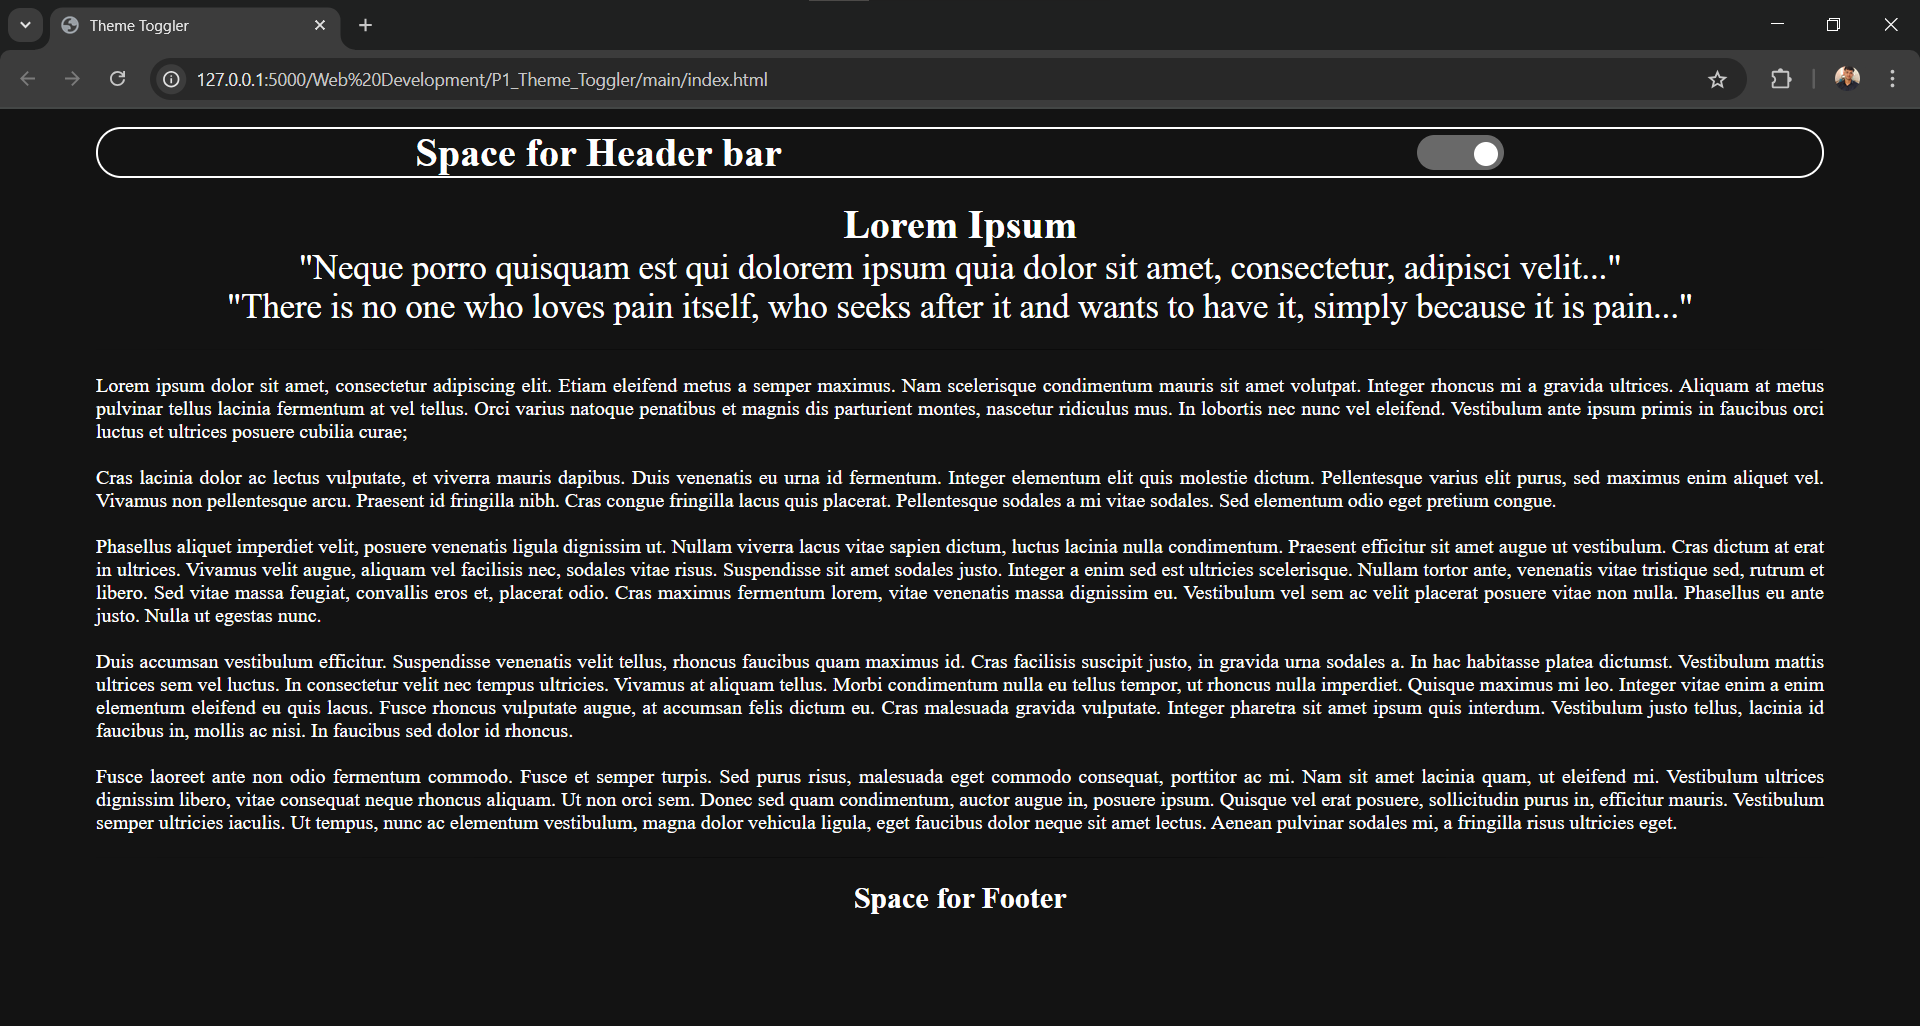 Theme Toggler
127.0.0.1:5000/Web%20Development/P1_Theme_Toggler/main/index.html
Space for Header bar
Lorem Ipsum
"Neque porro quisquam est qui dolorem ipsum quia dolor sit amet, consectetur, adipisci velit..."
"There is no one who loves pain itself, who seeks after it and wants to have it, simply because it is pain..."
Lorem ipsum dolor sit amet, consectetur adipiscing elit. Etiam eleifend metus a semper maximus. Nam scelerisque condimentum mauris sit amet volutpat. Integer rhoncus mi a gravida ultrices. Aliquam at metus
pulvinar tellus lacinia fermentum at vel tellus. Orci varius natoque penatibus et magnis dis parturient montes, nascetur ridiculus mus. In lobortis nec nunc vel eleifend. Vestibulum ante ipsum primis in faucibus orci
luctus et ultrices posuere cubilia curae;
Cras lacinia dolor ac lectus vulputate, et viverra mauris dapibus. Duis venenatis eu urna id fermentum. Integer elementum elit quis molestie dictum. Pellentesque varius elit purus, sed maximus enim aliquet vel.
Vivamus non pellentesque arcu. Praesent id fringilla nibh. Cras congue fringilla lacus quis placerat. Pellentesque sodales a mi vitae sodales. Sed elementum odio eget pretium congue.
Phasellus aliquet imperdiet velit, posuere venenatis ligula dignissim ut. Nullam viverra lacus vitae sapien dictum, luctus lacinia nulla condimentum. Praesent efficitur sit amet augue ut vestibulum. Cras dictum at erat
in ultrices. Vivamus velit augue, aliquam vel facilisis nec, sodales vitae risus. Suspendisse sit amet sodales justo. Integer a enim sed est ultricies scelerisque. Nullam tortor ante, venenatis vitae tristique sed, rutrum et
libero. Sed vitae massa feugiat, convallis eros et, placerat odio. Cras maximus fermentum lorem, vitae venenatis massa dignissim eu. Vestibulum vel sem ac velit placerat posuere vitae non nulla. Phasellus eu ante
justo. Nulla ut egestas nunc.
Duis accumsan vestibulum efficitur. Suspendisse venenatis velit tellus, rhoncus faucibus quam maximus id. Cras facilisis suscipit justo, in gravida urna sodales a. In hac habitasse platea dictumst. Vestibulum mattis
ultrices sem vel luctus. In consectetur velit nec tempus ultricies. Vivamus at aliquam tellus. Morbi condimentum nulla eu tellus tempor, ut rhoncus nulla imperdiet. Quisque maximus mi leo. Integer vitae enim a enim
elementum eleifend eu quis lacus. Fusce rhoncus vulputate augue, at accumsan felis dictum eu. Cras malesuada gravida vulputate. Integer pharetra sit amet ipsum quis interdum. Vestibulum justo tellus, lacinia id
faucibus in, mollis ac nisi. In faucibus sed dolor id rhoncus.
Fusce laoreet ante non odio fermentum commodo. Fusce et semper turpis. Sed purus risus, malesuada eget commodo consequat, porttitor ac mi. Nam sit amet lacinia quam, ut eleifend mi. Vestibulum ultrices
dignissim libero, vitae consequat neque rhoncus aliquam. Ut non orci sem. Donec sed quam condimentum, auctor augue in, posuere ipsum. Quisque vel erat posuere, sollicitudin purus in, efficitur mauris. Vestibulum
semper ultricies iaculis. Ut tempus, nunc ac elementum vestibulum, magna dolor vehicula ligula, eget faucibus dolor neque sit amet lectus. Aenean pulvinar sodales mi, a fringilla risus ultricies eget.
Space for Footer